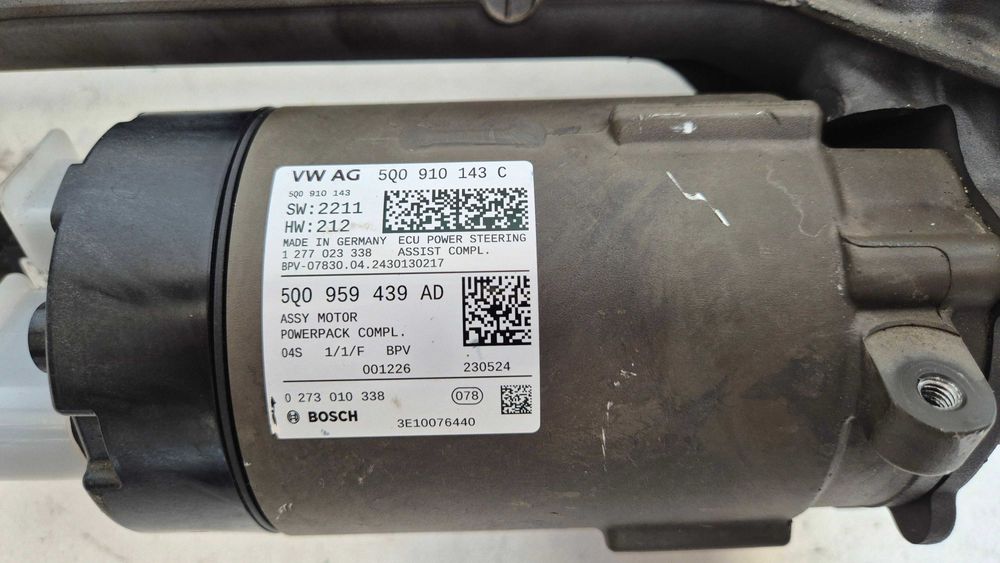 VW AG 5Q0 910 143 C
5Q0 910 143
SW:2211
HW:212
MADE IN GERMANY ECU POWER STEERING
1 277 023 338 ASSIST COMPL.
BPV-07830.04.2430130217
5Q0 959 439 AD
ASSY MOTOR
POWERPACK COMPL.
04S 1/1/F BPV
001226 230524
0 273 010 338 078
BOSCH 3E10076440